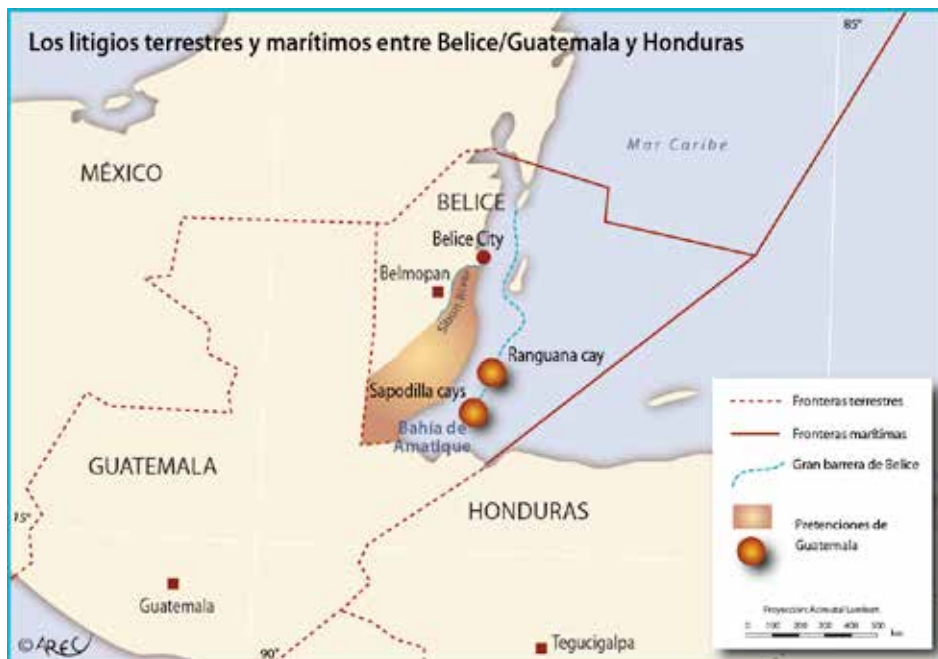 Los litigios terrestres y marítimos entre Belice/Guatemala y Honduras
85°
Mar Caribe
MÉXICO
BELICE
Belice City
Belmopan
Sibun River
Ranguana cay
Sapodilla cays
Bahía de
Amatique
GUATEMALA
HONDURAS
15°
Guatemala
90°
Tegucigalpa
©AREC
Fronteras terrestres
Fronteras marítimas
Gran barrera de Belice
Pretenciones de
Guatemala
Proyeccion: Acimutal Lambert
0 100 200 300 400 500 km